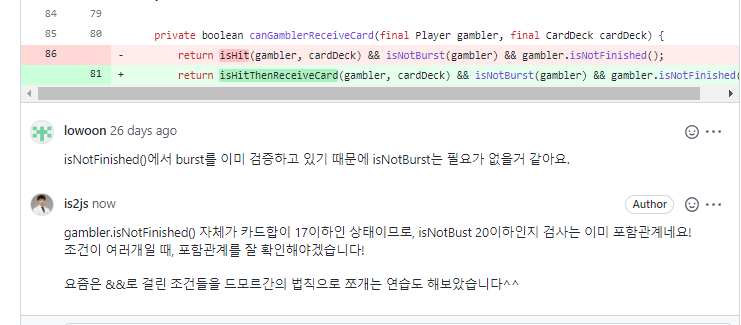 84 79
85 80 private boolean canGamblerReceiveCard(final Player gambler, final CardDeck cardDeck) {
86 - return isHit(gambler, cardDeck) && isNotBurst(gambler) && gambler.isNotFinished();
81 + return isHitThenReceiveCard(gambler, cardDeck) && isNotBurst(gambler) && gambler.isNotFinished(
lowoon 26 days ago
isNotFinished()에서 burst를 이미 검증하고 있기 때문에 isNotBurst는 필요가 없을거 같아요.
is2js now Author
gambler.isNotFinished() 자체가 카드합이 17이하인 상태이므로, isNotBust 20이하인지 검사는 이미 포함관계네요!
조건이 여러개일 때, 포함관계를 잘 확인해야겠습니다!
요즘은 &&로 걸린 조건들을 드모르간의 법칙으로 쪼개는 연습도 해보았습니다^^